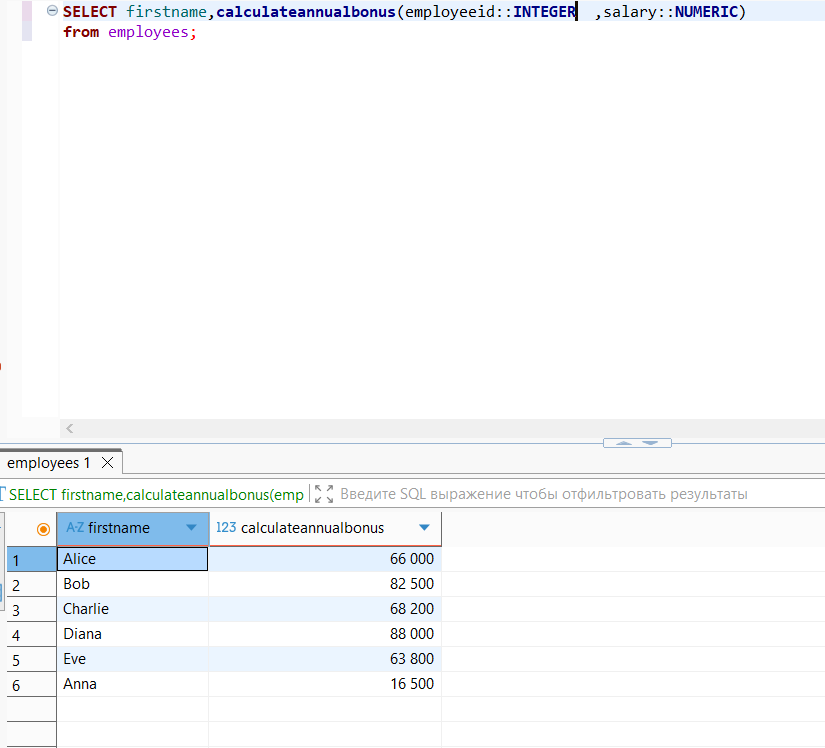 SELECT firstname,calculateannualbonus(employeeid::INTEGER  ,salary::NUMERIC)
from employees;
employees 1
SELECT firstname,calculateannualbonus(emp
Введите SQL выражение чтобы отфильтровать результаты
A-Z firstname 123 calculateannualbonus
1 Alice 66 000
2 Bob 82 500
3 Charlie 68 200
4 Diana 88 000
5 Eve 63 800
6 Anna 16 500